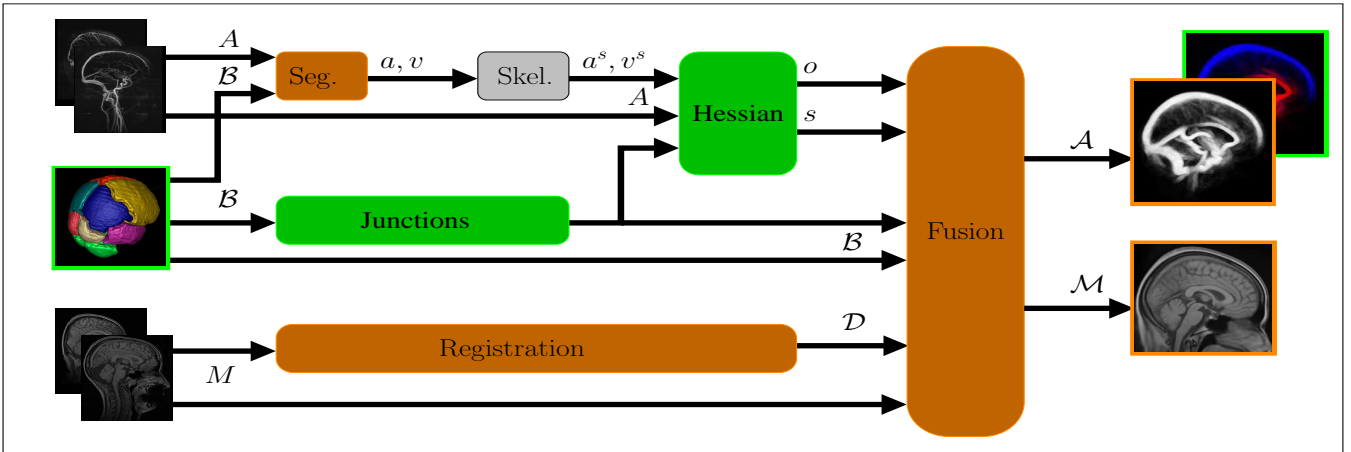 A
B
Seg.
a, v
Skel.
a^s, v^s
A
Hessian
o
s
B
Junctions
B
Fusion
A
M
M
Registration
D